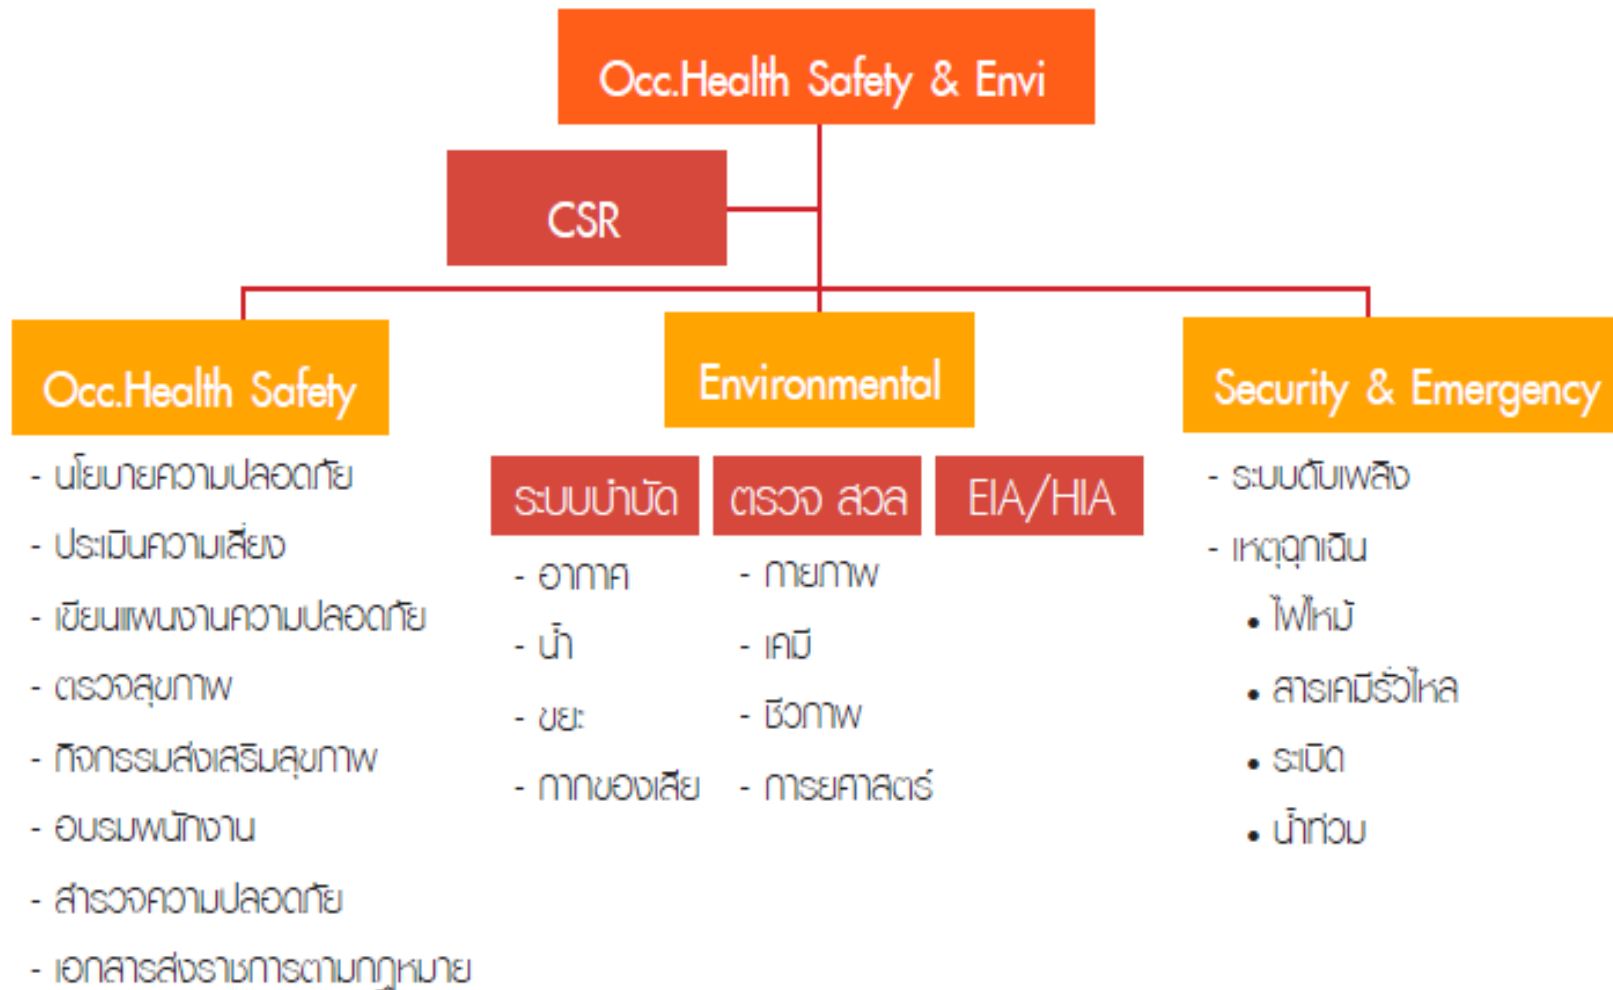 Occ.Health Safety & Envi
CSR
Occ.Health Safety
- นโยบายความปลอดภัย
- ประเมินความเสี่ยง
- เขียนแผนงานความปลอดภัย
- ตรวจสุขภาพ
- กิจกรรมส่งเสริมสุขภาพ
- อบรมพนักงาน
- สำรวจความปลอดภัย
- เอกสารส่งราชการตามกฎหมาย
Environmental
ระบบบำบัด
- อากาศ
- น้ำ
- ขยะ
- กากของเสีย
ตรวจ สวล
- กายภาพ
- เคมี
- ชีวภาพ
- การยศาสตร์
EIA/HIA
Security & Emergency
- ระบบดับเพลิง
- เหตุฉุกเฉิน
• ไฟไหม้
• สารเคมีรั่วไหล
• ระเบิด
• น้ำท่วม